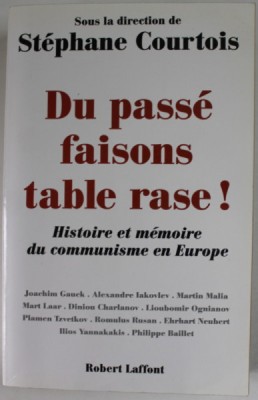 Sous la direction de
Stéphane Courtois
Du passé
faisons
table rase !
Histoire et mémoire
du communisme en Europe
Joachim Gauck . Alexandre Iakovlev . Martin Malia
Mart Laar . Diniou Charlanov . Lioubomir Ognianov
Plamen Tzvetkov . Romulus Rusan . Ehrhart Neubert
Ilios Yannakakis . Philippe Baillet
Robert Laffont